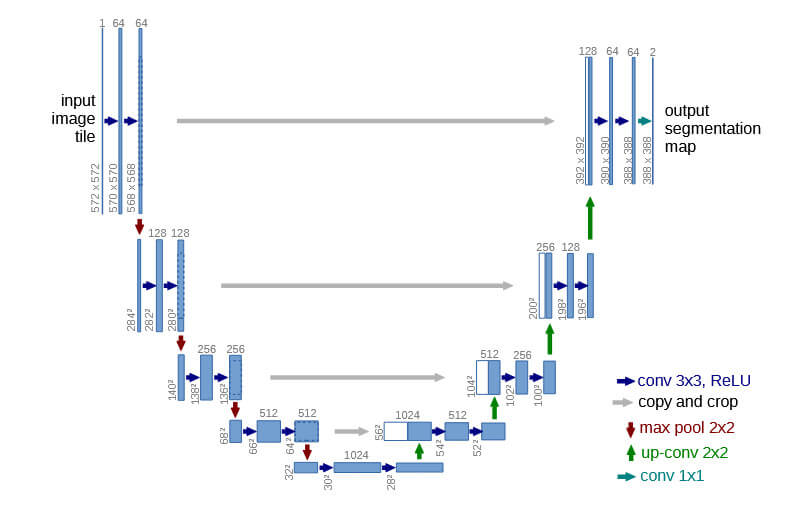 1 64 64
input
image
tile
572 x 572
570 x 570
568 x 568
128 64 64 2
output
segmentation
map
392 x 392
390 x 390
388 x 388
388 x 388
128 128
284²
282²
280²
256 128
200²
198²
196²
256 256
140²
138²
136²
512 256
104²
102²
100²
512 512
68²
66²
64²
1024 512
56²
54²
52²
1024
32²
30²
28²
conv 3x3, ReLU
copy and crop
max pool 2x2
up-conv 2x2
conv 1x1